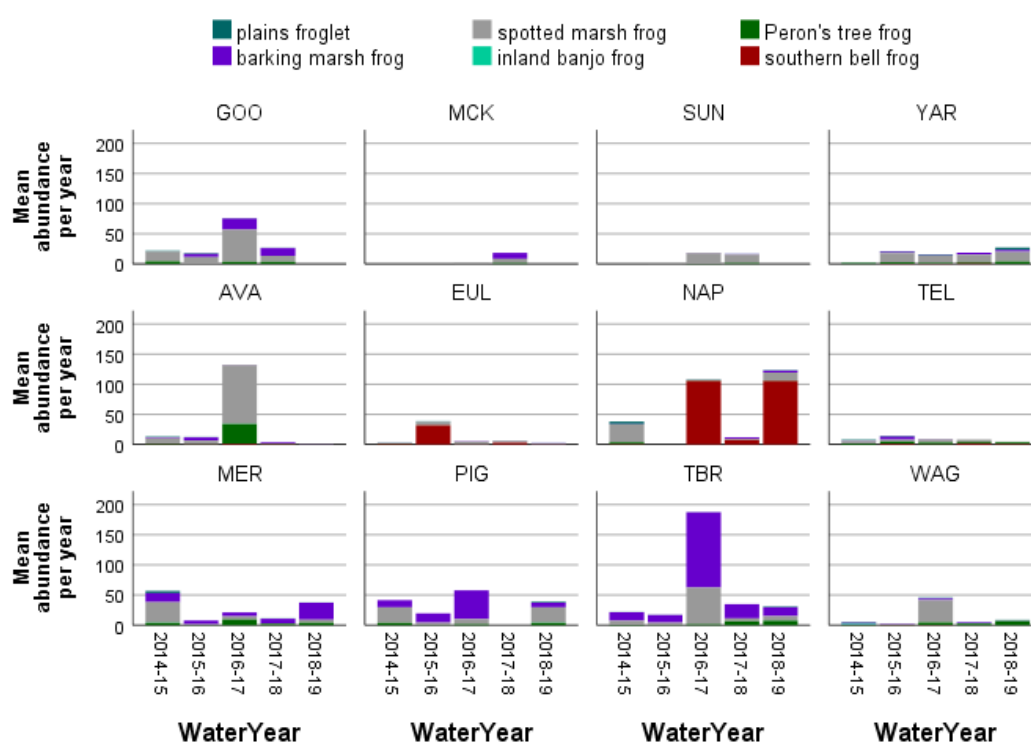 plains froglet spotted marsh frog Peron's tree frog
barking marsh frog inland banjo frog southern bell frog
GOO MCK SUN YAR
Mean abundance per year
200
150
100
50
0
AVA EUL NAP TEL
Mean abundance per year
200
150
100
50
0
MER PIG TBR WAG
Mean abundance per year
200
150
100
50
0
2014-15 2015-16 2016-17 2017-18 2018-19 2014-15 2015-16 2016-17 2017-18 2018-19 2014-15 2015-16 2016-17 2017-18 2018-19 2014-15 2015-16 2016-17 2017-18 2018-19
WaterYear WaterYear WaterYear WaterYear